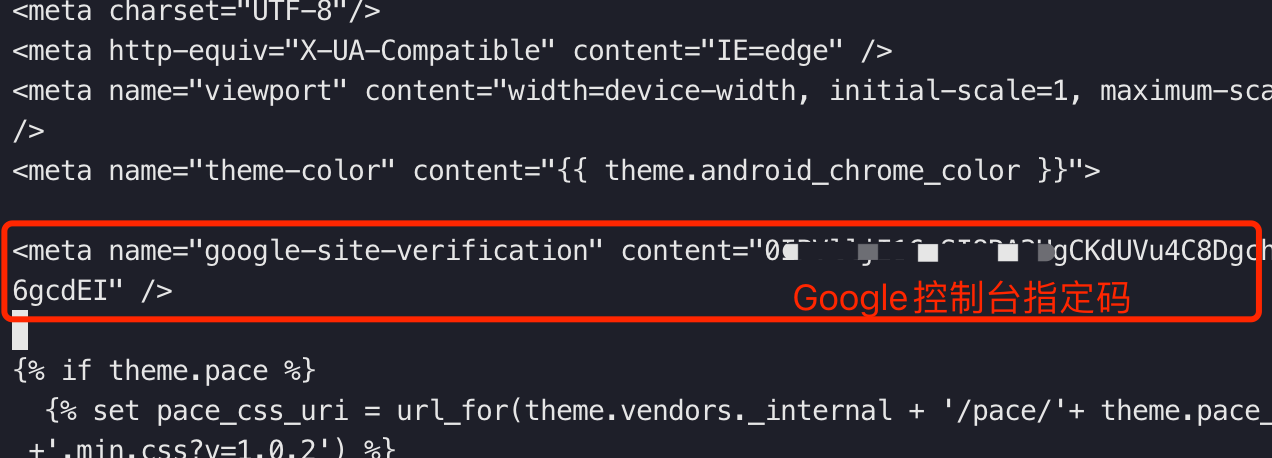 <meta charset="UTF-8"/>
<meta http-equiv="X-UA-Compatible" content="IE=edge" />
<meta name="viewport" content="width=device-width, initial-scale=1, maximum-sca
/>
<meta name="theme-color" content="{{ theme.android_chrome_color }}">
<meta name="google-site-verification" content="
6gcdEI" />
Google控制台指定码
{% if theme.pace %}
{% set pace_css_uri = url_for(theme.vendors._internal + '/pace/'+ theme.pace_
+'.min.css?v=1.0.2') %}